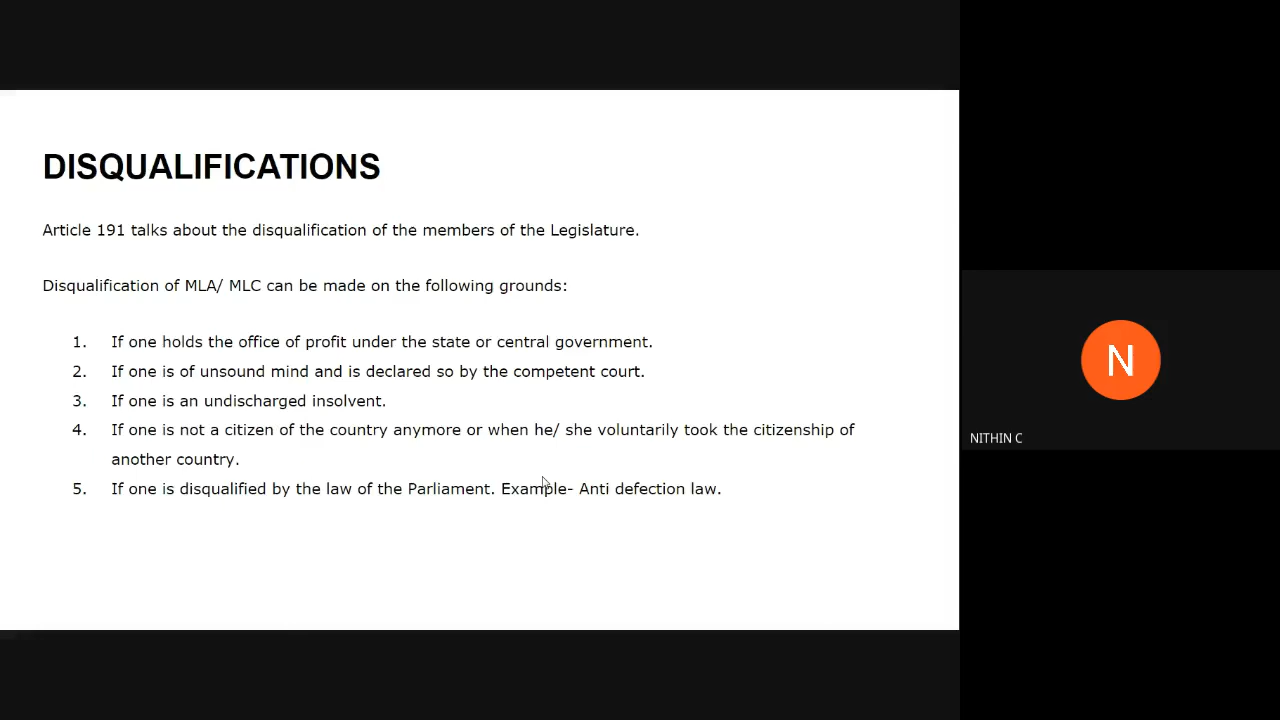 DISQUALIFICATIONS
Article 191 talks about the disqualification of the members of the Legislature.
Disqualification of MLA/ MLC can be made on the following grounds:
1. If one holds the office of profit under the state or central government.
2. If one is of unsound mind and is declared so by the competent court.
3. If one is an undischarged insolvent.
4. If one is not a citizen of the country anymore or when he/ she voluntarily took the citizenship of
another country.
5. If one is disqualified by the law of the Parliament. Example- Anti defection law.
N
NITHIN C